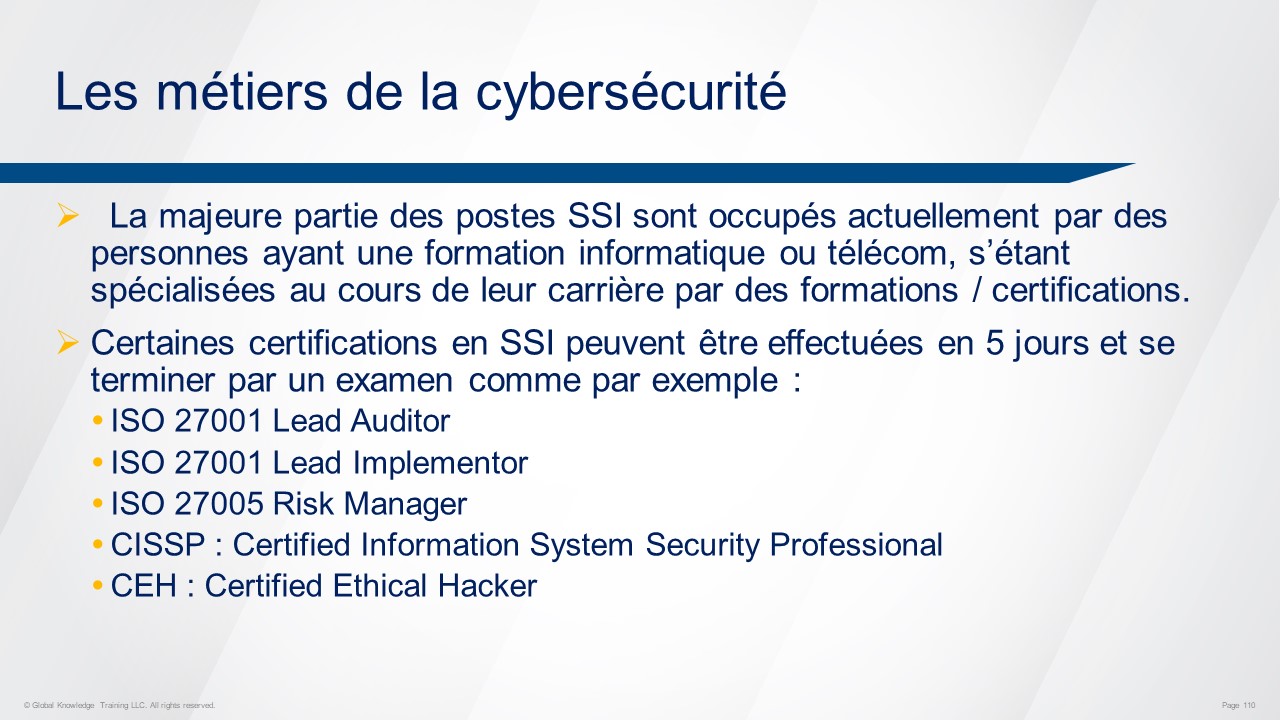 Les métiers de la cybersécurité
La majeure partie des postes SSI sont occupés actuellement par des
personnes ayant une formation informatique ou télécom, s’étant
spécialisées au cours de leur carrière par des formations / certifications.
Certaines certifications en SSI peuvent être effectuées en 5 jours et se
terminer par un examen comme par exemple :
• ISO 27001 Lead Auditor
• ISO 27001 Lead Implementor
• ISO 27005 Risk Manager
• CISSP : Certified Information System Security Professional
• CEH : Certified Ethical Hacker
© Global Knowledge Training LLC. All rights reserved.
Page 110